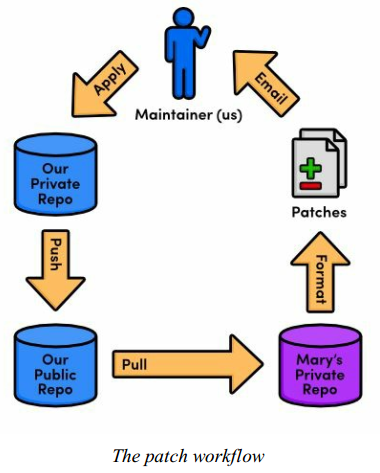 Apply
Email
Maintainer (us)
Our
Private
Repo
Patches
Push
Format
Our
Public
Repo
Pull
Mary's
Private
Repo
The patch workflow